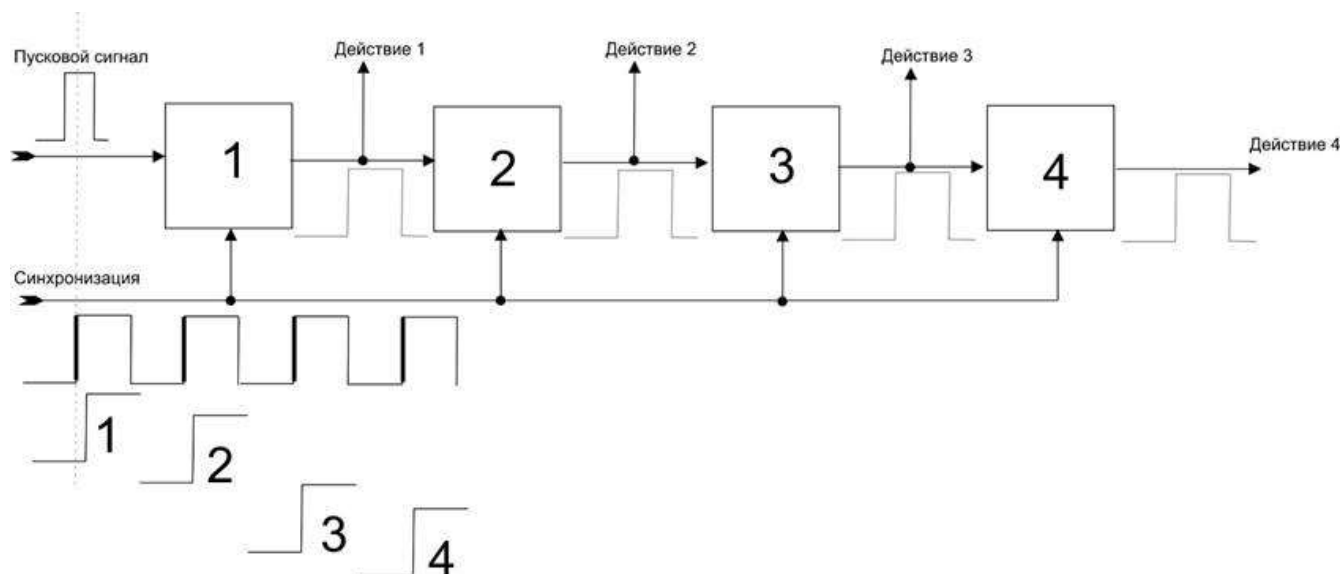 Пусковой сигнал
Действие 1
Действие 2
Действие 3
Действие 4
1
2
3
4
Синхронизация
1
2
3
4